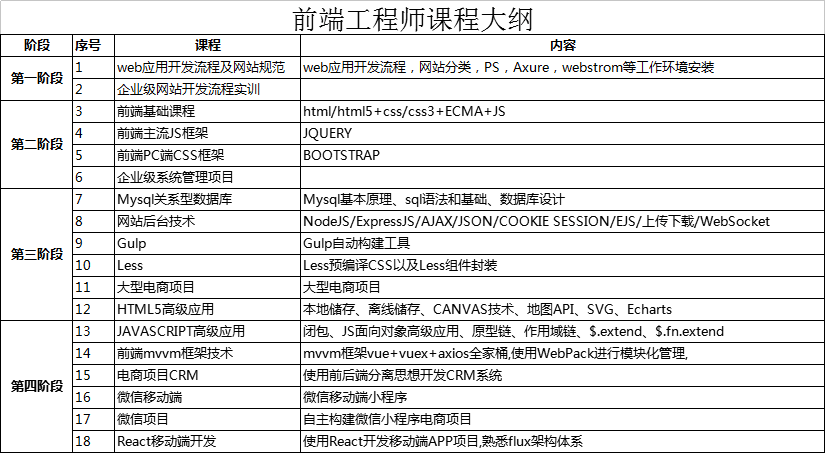 前端工程师课程大纲
阶段 序号 课程 内容
第一阶段 1 web应用开发流程及网站规范 web应用开发流程，网站分类，PS，Axure，webstrom等工作环境安装
2 企业级网站开发流程实训
第二阶段 3 前端基础课程 html/html5+css/css3+ECMA+JS
4 前端主流JS框架 JQUERY
5 前端PC端CSS框架 BOOTSTRAP
6 企业级系统管理项目
第三阶段 7 Mysql关系型数据库 Mysql基本原理、sql语法和基础、数据库设计
8 网站后台技术 NodeJS/ExpressJS/AJAX/JSON/COOKIE SESSION/EJS/上传下载/WebSocket
9 Gulp Gulp自动构建工具
10 Less Less预编译CSS以及Less组件封装
11 大型电商项目 大型电商项目
12 HTML5高级应用 本地储存、离线储存、CANVAS技术、地图API、SVG、Echarts
第四阶段 13 JAVASCRIPT高级应用 闭包、JS面向对象高级应用、原型链、作用域链、$.extend、$.fn.extend
14 前端mvvm框架技术 mvvm框架vue+vuex+axios全家桶,使用WebPack进行模块化管理,
15 电商项目CRM 使用前后端分离思想开发CRM系统
16 微信移动端 微信移动端小程序
17 微信项目 自主构建微信小程序电商项目
18 React移动端开发 使用React开发移动端APP项目,熟悉flux架构体系